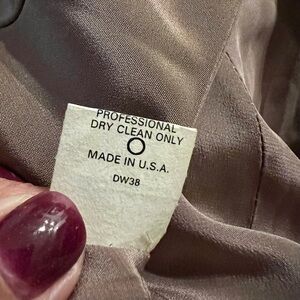 PROFESSIONAL
DRY CLEAN ONLY
MADE IN U.S.A.
DW38